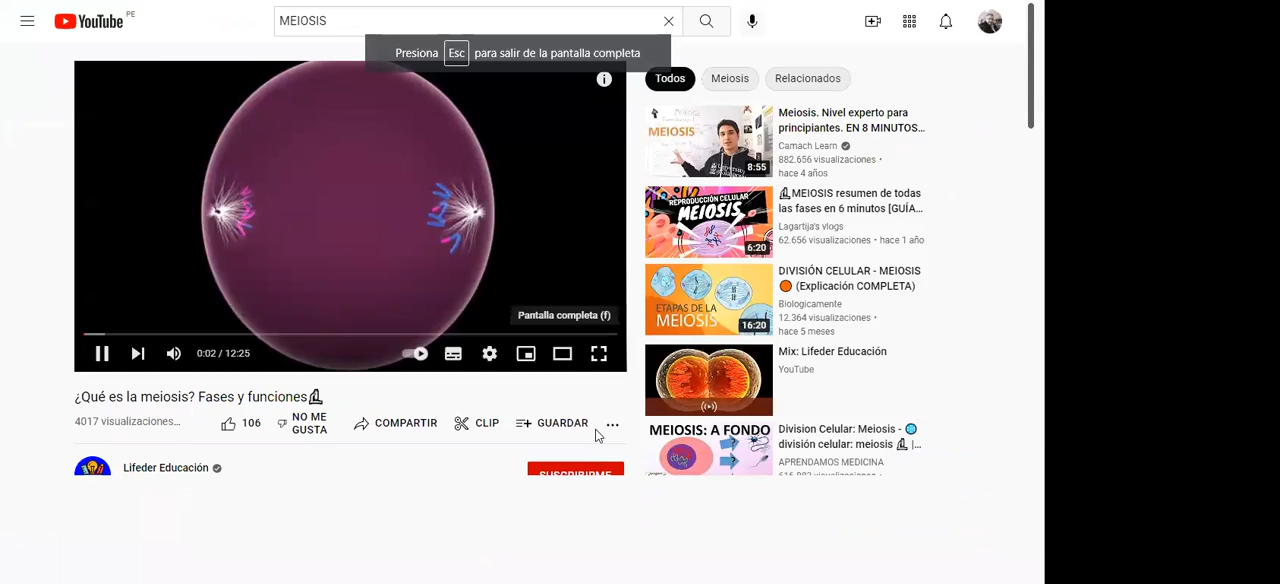 YouTube PE
MEIOSIS
Presiona Esc para salir de la pantalla completa
Pantalla completa (f)
0:02 / 12:25
¿Qué es la meiosis? Fases y funciones
4017 visualizaciones...
106
NO ME
GUSTA
COMPARTIR
CLIP
GUARDAR
Lifeder Educación
SUSCRIBIRME
Todos
Meiosis
Relacionados
MEIOSIS
8:55
Meiosis. Nivel experto para
principiantes. EN 8 MINUTOS...
Camach Learn
882.656 visualizaciones •
hace 4 años
REPRODUCCIÓN CELULAR
MEIOSIS
6:20
MEIOSIS resumen de todas
las fases en 6 minutos [GUÍA...
Lagartija's vlogs
62.656 visualizaciones • hace 1 año
ETAPAS DE LA
MEIOSIS
16:20
DIVISIÓN CELULAR - MEIOSIS
(Explicación COMPLETA)
Biologicamente
12.364 visualizaciones •
hace 5 meses
Mix: Lifeder Educación
YouTube
MEIOSIS: A FONDO
Division Celular: Meiosis -
división celular: meiosis |...
APRENDAMOS MEDICINA